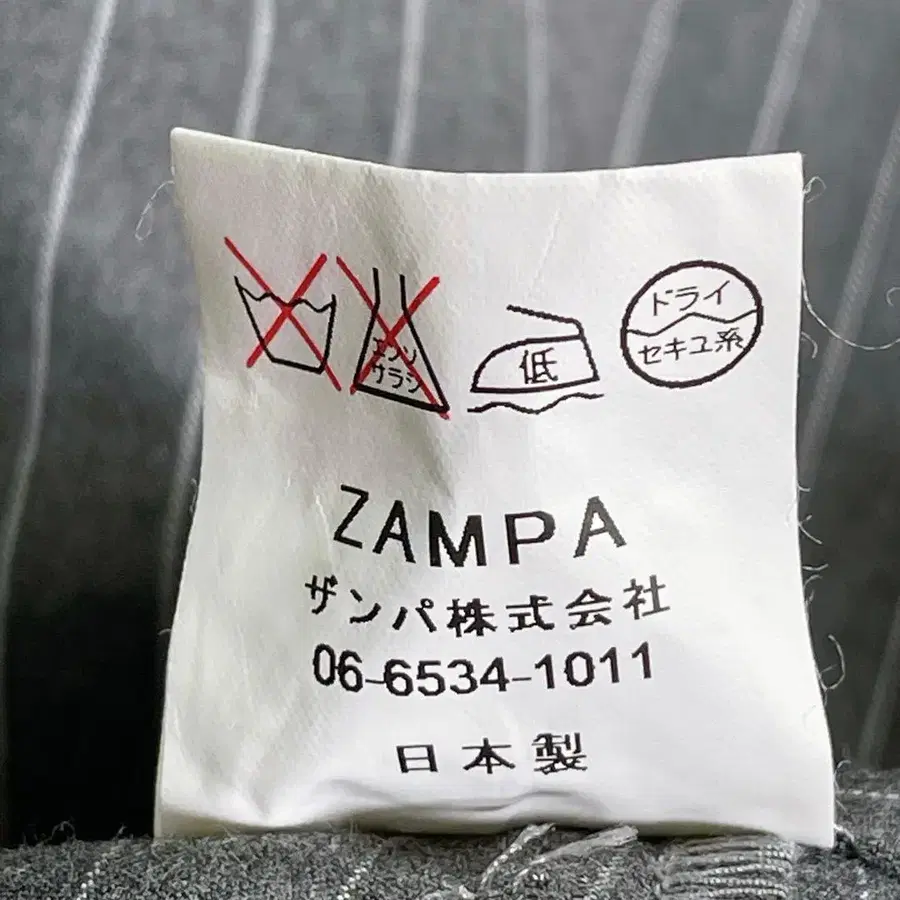 エンソ
サラシ
低
ドライ
セキユ系
ZAMPA
ザンパ株式会社
06-6534-1011
日本製